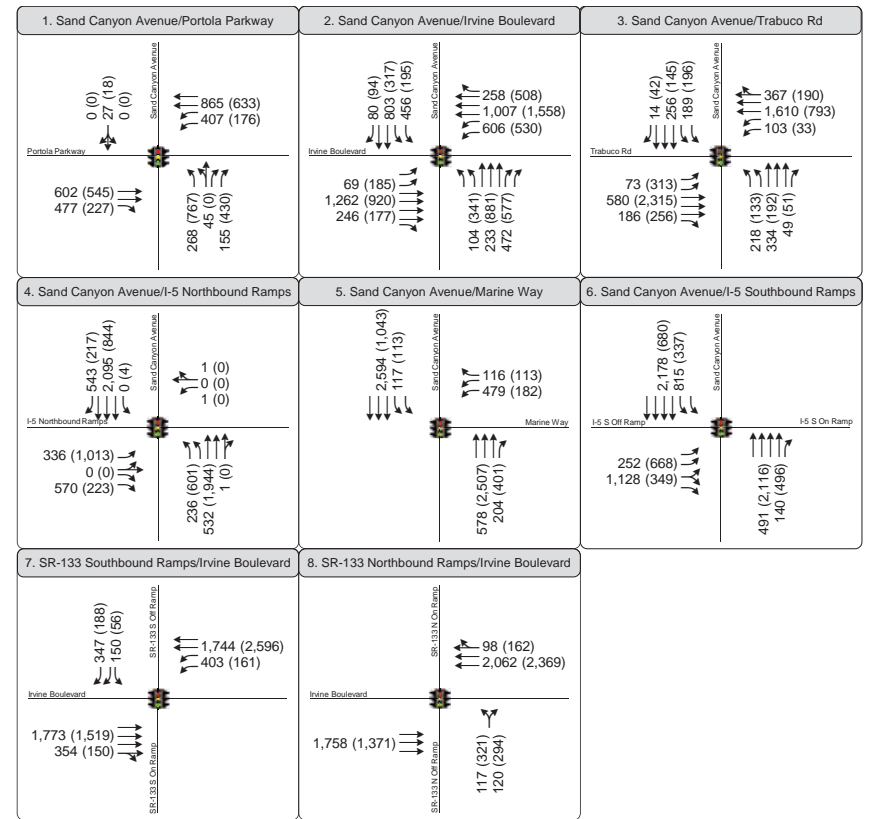 1. Sand Canyon Avenue/Portola Parkway
0 (0)
27 (18)
0 (0)
Sand Canyon Avenue
865 (633)
407 (176)
Portola Parkway
602 (545)
477 (227)
268 (767)
45 (0)
155 (430)
2. Sand Canyon Avenue/Irvine Boulevard
80 (94)
803 (317)
456 (195)
Sand Canyon Avenue
258 (508)
1,007 (1,558)
606 (530)
Irvine Boulevard
69 (185)
1,262 (920)
246 (177)
104 (341)
233 (881)
472 (577)
3. Sand Canyon Avenue/Trabuco Rd
14 (42)
256 (145)
189 (196)
Sand Canyon Avenue
367 (190)
1,610 (793)
103 (33)
Trabuco Rd
73 (313)
580 (2,315)
186 (256)
218 (133)
334 (192)
49 (51)
4. Sand Canyon Avenue/I-5 Northbound Ramps
543 (217)
2,095 (844)
0 (4)
Sand Canyon Avenue
1 (0)
0 (0)
1 (0)
I-5 Northbound Ramps
336 (1,013)
0 (0)
570 (223)
236 (601)
532 (1,944)
1 (0)
5. Sand Canyon Avenue/Marine Way
2,594 (1,043)
117 (113)
Sand Canyon Avenue
116 (113)
479 (182)
Marine Way
578 (2,507)
204 (401)
6. Sand Canyon Avenue/I-5 Southbound Ramps
2,178 (680)
815 (337)
Sand Canyon Avenue
I-5 S Off Ramp
I-5 S On Ramp
252 (668)
1,128 (349)
491 (2,116)
140 (496)
7. SR-133 Southbound Ramps/Irvine Boulevard
347 (188)
150 (56)
SR-133 S Off Ramp
1,744 (2,596)
403 (161)
Irvine Boulevard
1,773 (1,519)
354 (150)
SR-133 S On Ramp
8. SR-133 Northbound Ramps/Irvine Boulevard
SR-133 N On Ramp
98 (162)
2,062 (2,369)
Irvine Boulevard
1,758 (1,371)
SR-133 N Off Ramp
117 (321)
120 (294)